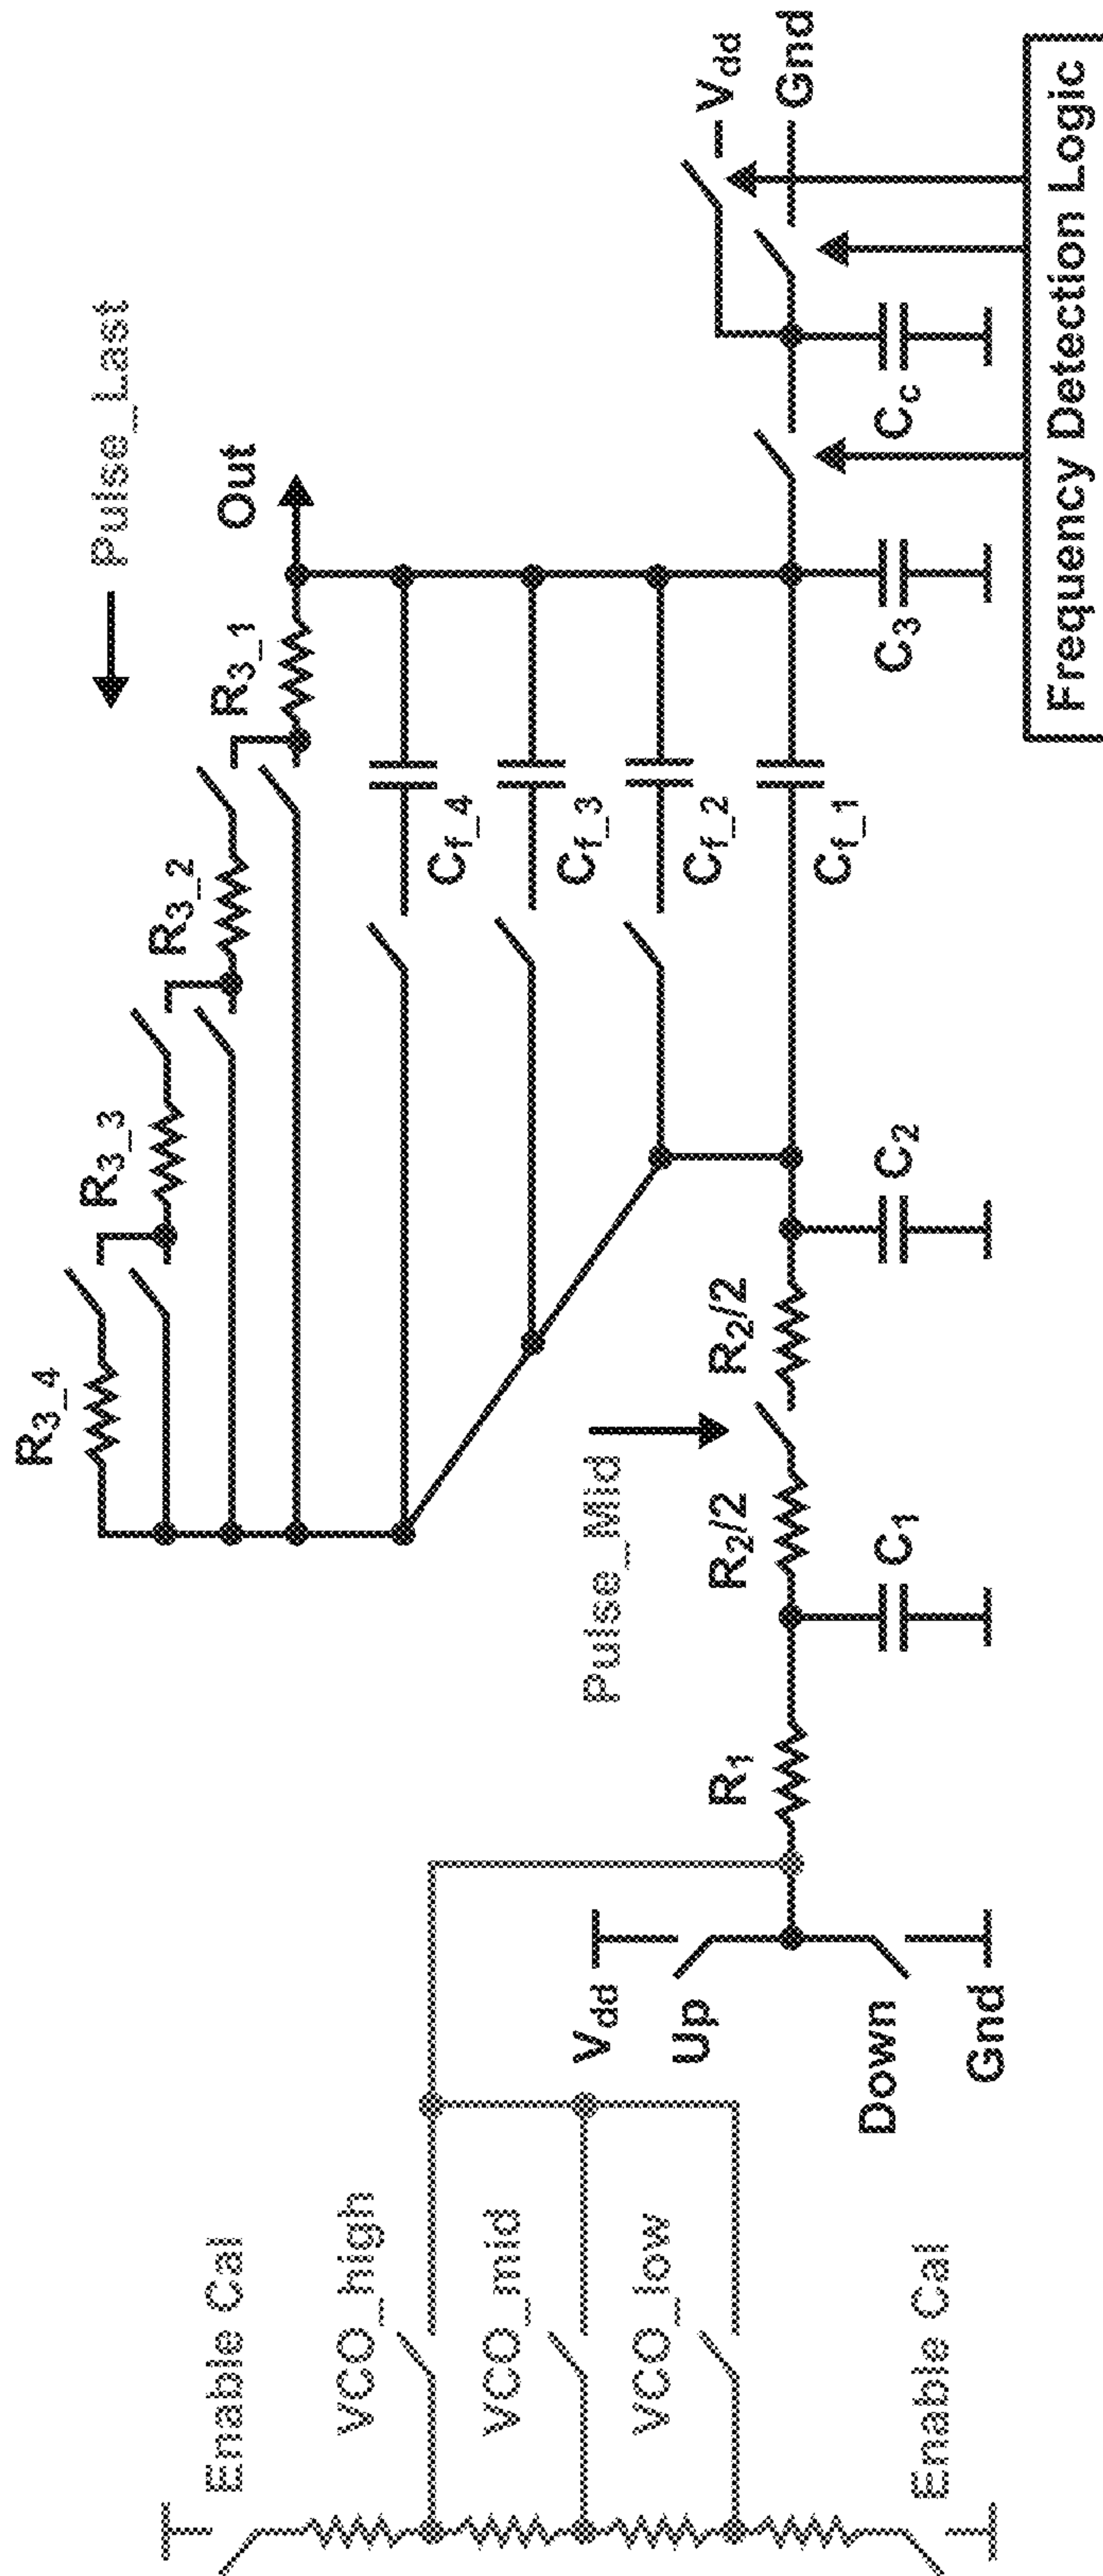 Enable Cal
VCO_high
VCO_mid
VCO_low
Enable Cal
Vdd
Up
Down
Gnd
R1
C1
R2/2
Pulse_Mid
R2/2
C2
R3_4
R3_3
R3_2
R3_1
Pulse_Last
Out
Cf_4
Cf_3
Cf_2
Cf_1
C3
Cc
Vdd
Gnd
Frequency Detection Logic